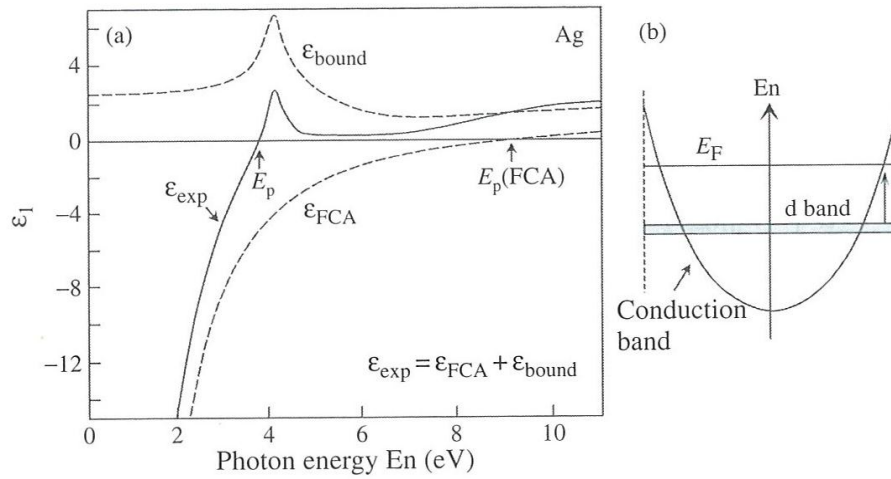 (a)
Ag
ε_bound
E_p
E_p(FCA)
ε_exp
ε_FCA
ε_exp = ε_FCA + ε_bound
4
0
−4
−8
−12
ε₁
0
2
4
6
8
10
Photon energy En (eV)
(b)
En
E_F
d band
Conduction
band